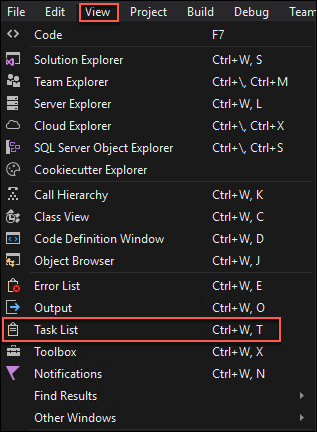 File Edit View Project Build Debug Team
Code F7
Solution Explorer Ctrl+W, S
Team Explorer Ctrl+\, Ctrl+M
Server Explorer Ctrl+W, L
Cloud Explorer Ctrl+\, Ctrl+X
SQL Server Object Explorer Ctrl+\, Ctrl+S
Cookiecutter Explorer
Call Hierarchy Ctrl+W, K
Class View Ctrl+W, C
Code Definition Window Ctrl+W, D
Object Browser Ctrl+W, J
Error List Ctrl+W, E
Output Ctrl+W, O
Task List Ctrl+W, T
Toolbox Ctrl+W, X
Notifications Ctrl+W, N
Find Results
Other Windows